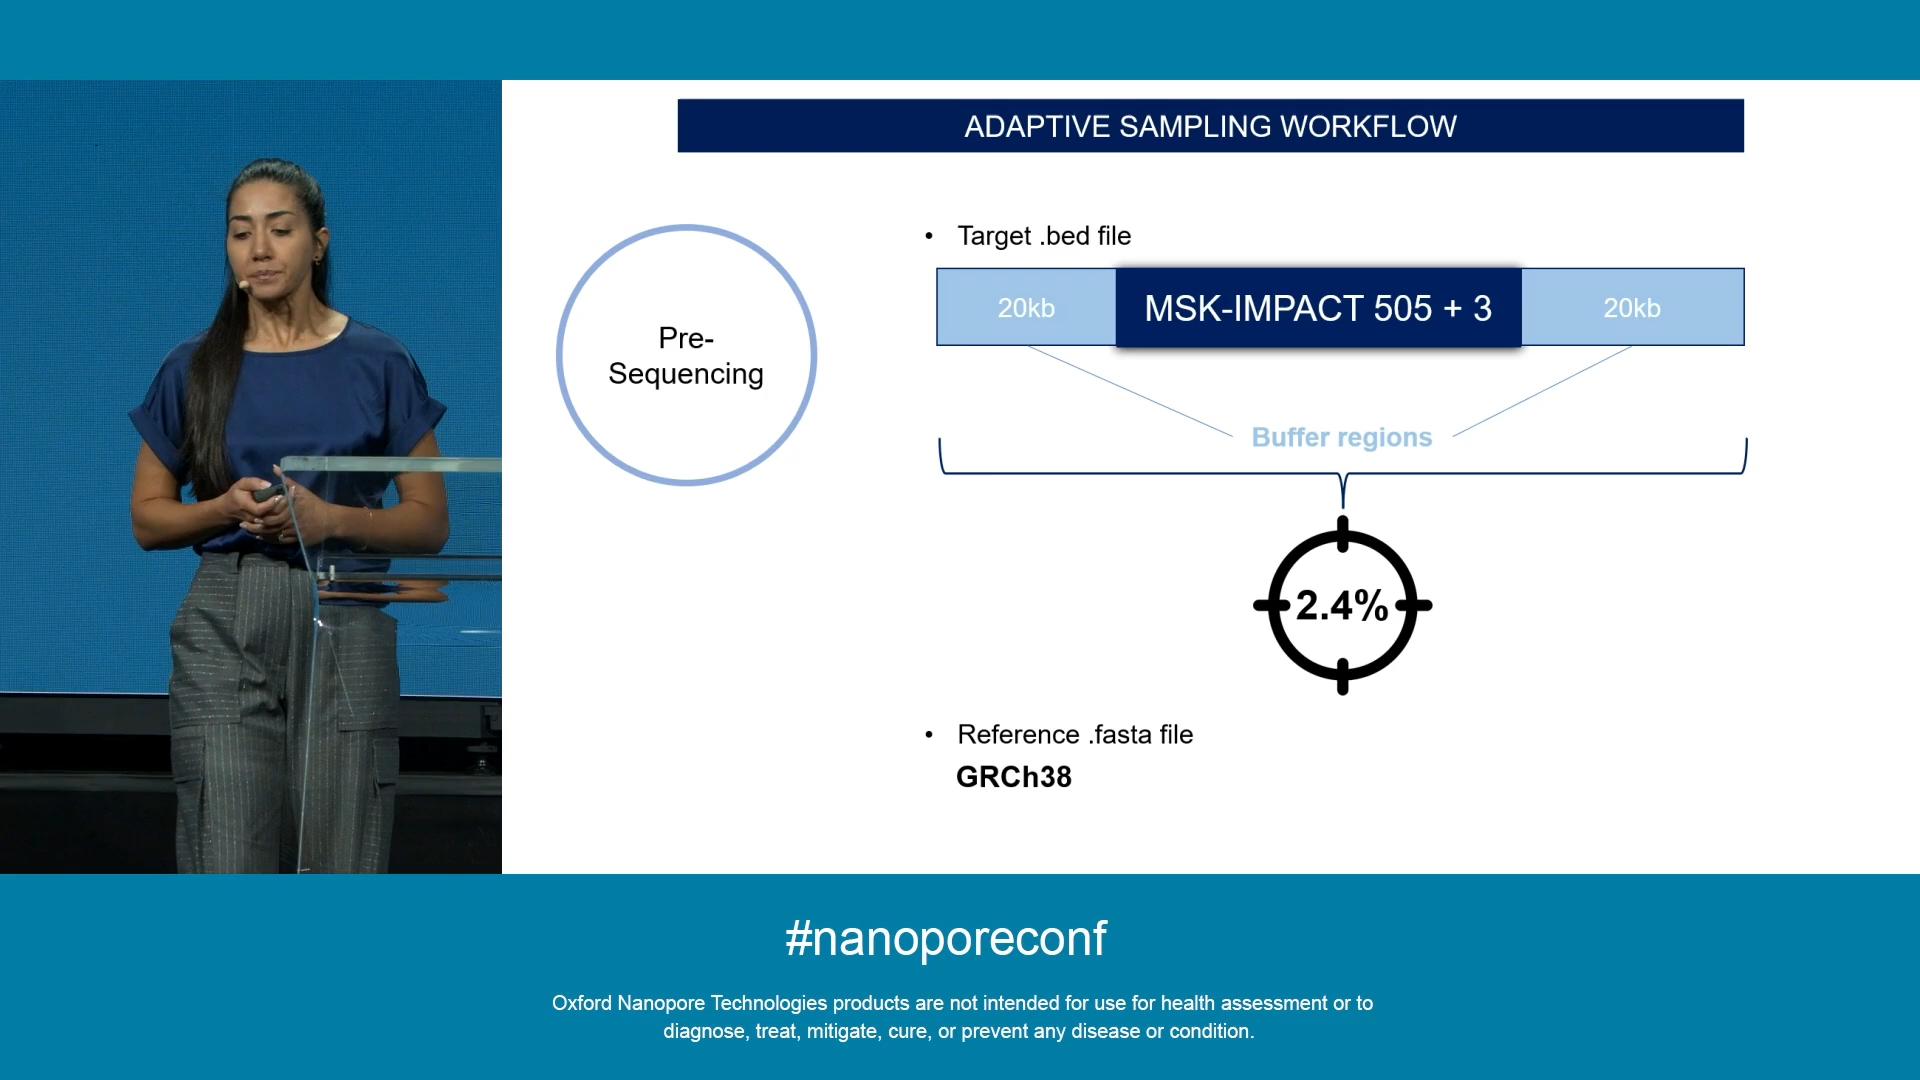 ADAPTIVE SAMPLING WORKFLOW
Pre-
Sequencing
• Target .bed file
20kb
MSK-IMPACT 505 + 3
20kb
Buffer regions
2.4%
• Reference .fasta file
GRCh38
#nanoporeconf
Oxford Nanopore Technologies products are not intended for use for health assessment or to
diagnose, treat, mitigate, cure, or prevent any disease or condition.